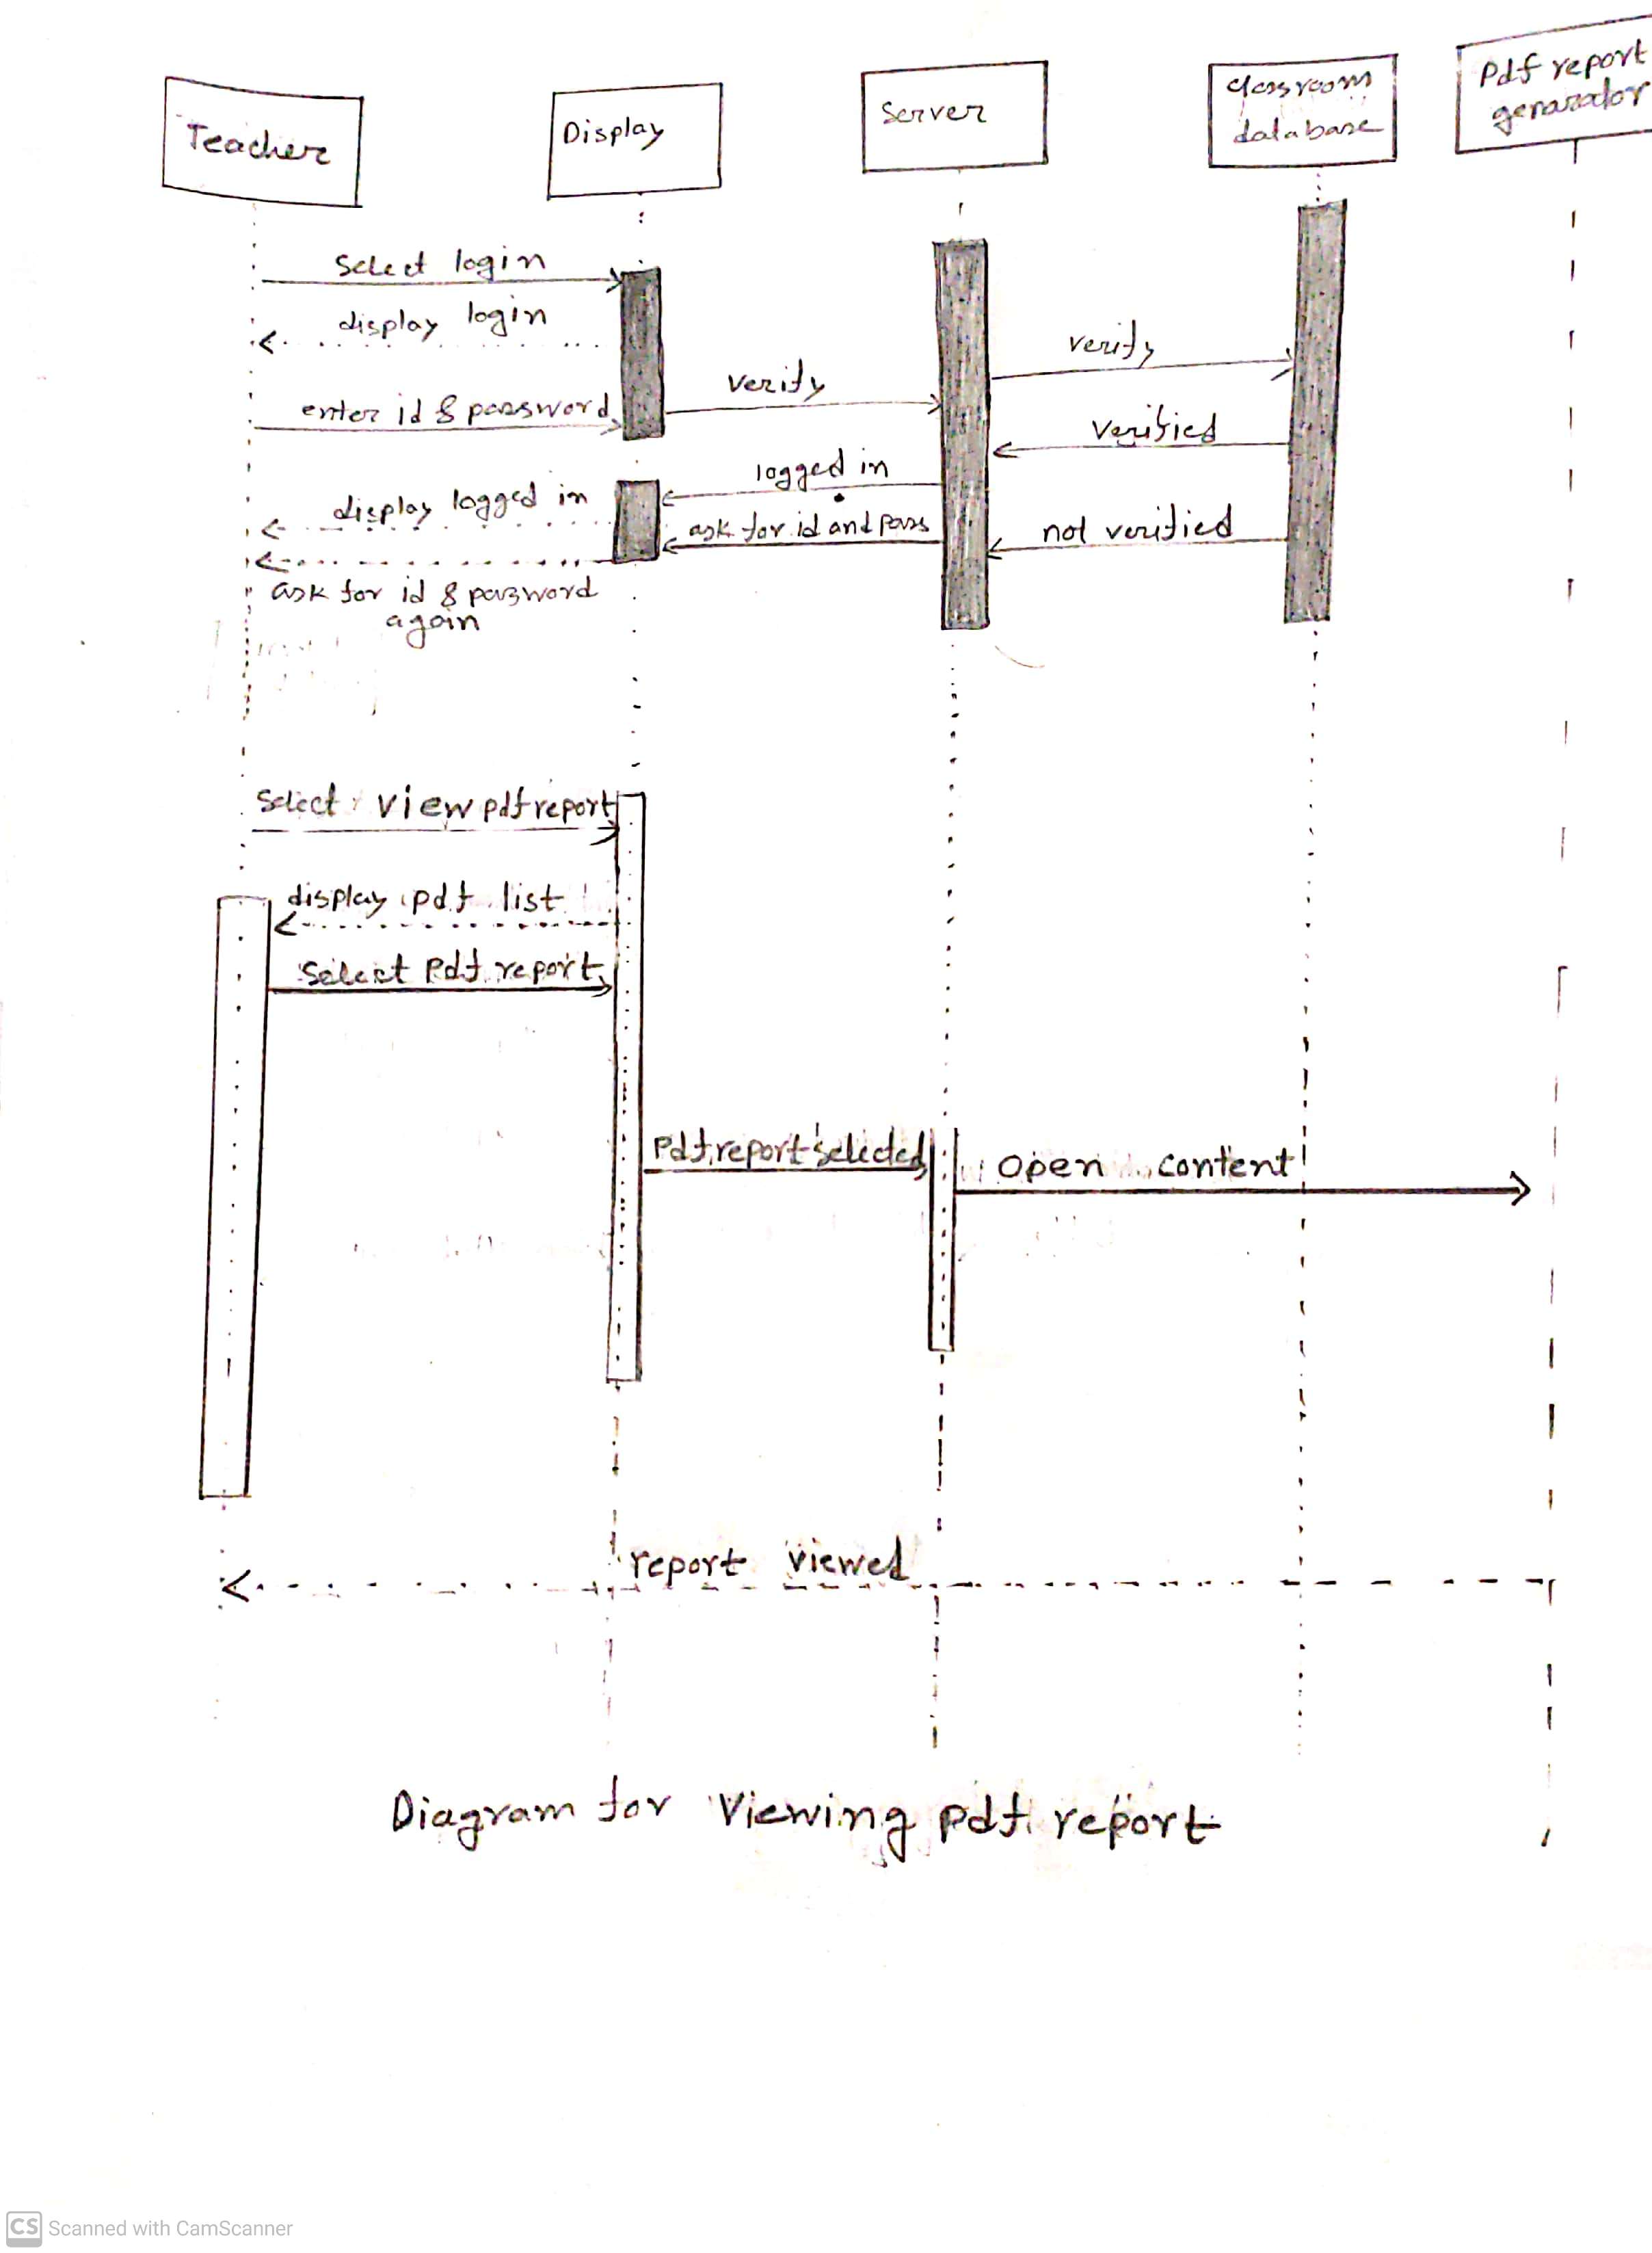 Teacher
Display
Server
classroom
database
Pdf report
genarator
Select login
display login
enter id & password
verify
verify
verified
logged in
display logged in
ask for id and pass
not verified
ask for id & password
again
Select view pdf report
display pdf list
Select Pdf report
Pdf report selected
open content
report viewed
Diagram for Viewing pdf report
CS Scanned with CamScanner